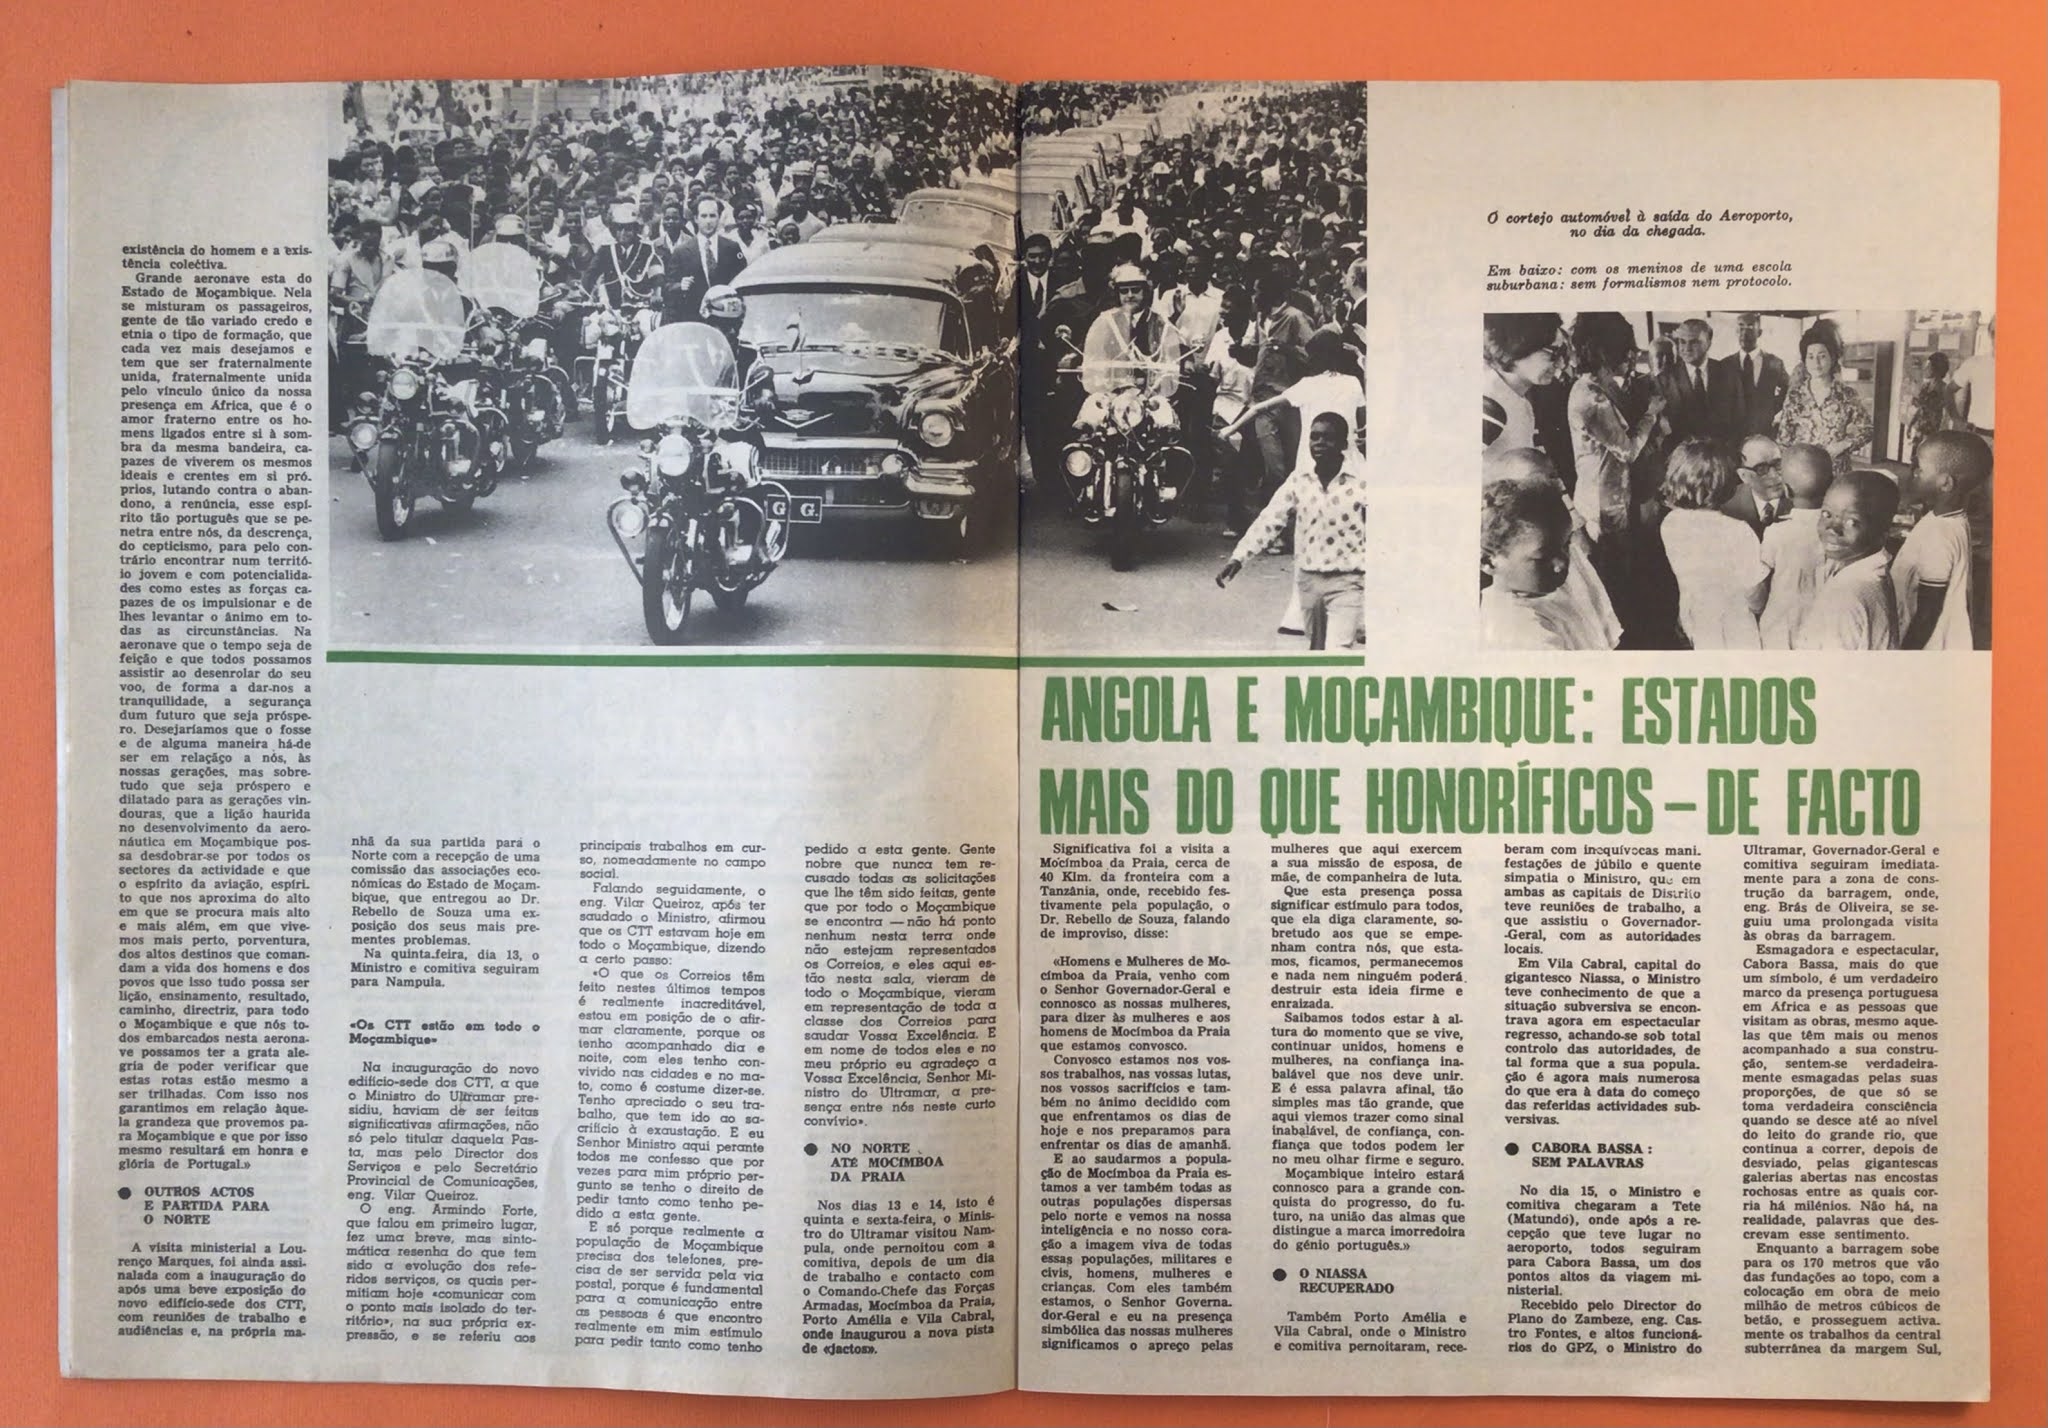 existência do homem e a exis-
tência colectiva.
Grande aeronave esta do
Estado de Moçambique. Nela
se misturam os passageiros,
gente de tão variado credo e
etnia o tipo de formação, que
cada vez mais desejamos e
tem que ser fraternalmente
unida, fraternalmente unida
pelo vínculo único da nossa
presença em Africa, que é o
amor fraterno entre os ho-
mens ligados entre si à som-
bra da mesma bandeira, ca-
pazes de viverem os mesmos
ideais e crentes em si pró.
prios, lutando contra o aban-
dono, a renúncia, esse espí-
rito tão português que se pe-
netra entre nós, da descrença,
do cepticismo, para pelo con-
trário encontrar num territó-
io jovem e com potencialida-
des como estes as forças ca-
pazes de os impulsionar e de
lhes levantar o ânimo em to-
das as circunstâncias. Na
aeronave que o tempo seja de
feição e que todos possamos
assistir ao desenrolar do seu
voo, de forma a dar-nos a
tranquilidade, a segurança
dum futuro que seja próspe-
ro. Desejaríamos que o fosse
e de alguma maneira há-de
ser em relaçãço a nós, às
nossas gerações, mas sobre-
tudo que seja próspero e
dilatado para as gerações vin-
douras, que a lição haurida
no desenvolvimento da aero-
náutica em Moçambique pos-
sa desdobrar-se por todos os
sectores da actividade e que
o espírito da aviação, espíri.
to que nos aproxima do alto
em que se procura mais alto
e mais além, em que vive-
mos mais perto, porventura,
dos altos destinos que coman-
dam a vida dos homens e dos
povos que isso tudo possa ser
lição, ensinamento, resultado,
caminho, directriz, para todo
o Moçambique e que nós to-
dos embarcados nesta aerona-
ve possamos ter a grata ale-
gria de poder verificar que
estas rotas estão mesmo a
ser trilhadas. Com isso nos
garantimos em relação àque-
la grandeza que provemos pa-
ra Moçambique e que por isso
mesmo resultará em honra e
glória de Portugal.»
● OUTROS ACTOS
E PARTIDA PARA
O NORTE
A visita ministerial a Lou-
renço Marques, foi ainda assi-
nalada com a inauguração do
após uma beve exposição do
novo edifício-sede dos CTT,
com reuniões de trabalho e
audiências e, na própria ma-
nhã da sua partida para o
Norte com a recepção de uma
comissão das associações eco-
nómicas do Estado de Moçam-
bique, que entregou ao Dr.
Rebello de Souza uma ex-
posição dos seus mais pre-
mentes problemas.
Na quinta.feira, dia 13, o
Ministro e comitiva seguiram
para Nampula.
«Os CTT estão em todo o
Moçambique»
Na inauguração do novo
edifício-sede dos CTT, a que
o Ministro do Ultramar pre-
sidiu, haviam de ser feitas
significativas afirmações, não
só pelo titular daquela Pas-
ta, mas pelo Director dos
Serviços e pelo Secretário
Provincial de Comunicações,
eng. Vilar Queiroz.
O eng. Armindo Forte,
que falou em primeiro lugar,
fez uma breve, mas sinto-
mática resenha do que tem
sido a evolução dos refe-
ridos serviços, os quais per-
mitiam hoje «comunicar com
o ponto mais isolado do ter-
ritório», na sua própria ex-
pressão, e se referiu aos
principais trabalhos em cur-
so, nomeadamente no campo
social.
Falando seguidamente, o
eng. Vilar Queiroz, após ter
saudado o Ministro, afirmou
que os CTT estavam hoje em
todo o Moçambique, dizendo
a certo passo:
«O que os Correios têm
feito nestes últimos tempos
é realmente inacreditável,
estou em posição de o afir-
mar claramente, porque os
tenho acompanhado dia e
noite, com eles tenho con-
vivido nas cidades e no ma-
to, como é costume dizer-se.
Tenho apreciado o seu tra-
balho, que tem ido ao sa-
crifício à exaustação. E eu
Senhor Ministro aqui perante
todos me confesso que por
vezes para mim próprio per-
gunto se tenho o direito de
pedir tanto como tenho pe-
dido a esta gente.
E só porque realmente a
população de Moçambique
precisa dos telefones, pre-
cisa de ser servida pela via
postal, porque é fundamental
para a comunicação entre
as pessoas é que encontro
realmente em mim estímulo
para pedir tanto como tenho
pedido a esta gente. Gente
nobre que nunca tem re-
cusado todas as solicitações
que lhe têm sido feitas, gente
que por todo o Moçambique
se encontra — não há ponto
nenhum nesta terra onde
não estejam representados
os Correios, e eles aqui es-
tão nesta sala, vieram de
todo o Moçambique, vieram
em representação de toda a
classe dos Correios para
saudar Vossa Excelência. E
em nome de todos eles e no
meu próprio eu agradeço a
Vossa Excelência, Senhor Mi-
nistro do Ultramar, a pre-
sença entre nós neste curto
convívio».
● NO NORTE
ATÉ MOCIMBOA
DA PRAIA
Nos dias 13 e 14, isto é
quinta e sexta-feira, o Minis-
tro do Ultramar visitou Nam-
pula, onde pernoitou com a
comitiva, depois de um dia
de trabalho e contacto com
o Comando-Chefe das Forças
Armadas, Mocímboa da Praia,
Porto Amélia e Vila Cabral,
onde inaugurou a nova pista
de «jactos».
G G.
O cortejo automóvel à saída do Aeroporto,
no dia da chegada.
Em baixo: com os meninos de uma escola
suburbana: sem formalismos nem protocolo.
ANGOLA E MOÇAMBIQUE: ESTADOS
MAIS DO QUE HONORÍFICOS – DE FACTO
Significativa foi a visita a
Mocímboa da Praia, cerca de
40 Klm. da fronteira com a
Tanzânia, onde, recebido fes-
tivamente pela população, o
Dr. Rebello de Souza, falando
de improviso, disse:
«Homens e Mulheres de Mo-
címboa da Praia, venho com
o Senhor Governador-Geral e
connosco as nossas mulheres,
para dizer às mulheres e aos
homens de Mocímboa da Praia
que estamos convosco.
Convosco estamos nos vos-
sos trabalhos, nas vossas lutas,
nos vossos sacrifícios e tam-
bém no ânimo decidido com
que enfrentamos os dias de
hoje e nos preparamos para
enfrentar os dias de amanhã.
E ao saudarmos a popula-
ção de Mocímboa da Praia es-
tamos a ver também todas as
outras populações dispersas
pelo norte e vemos na nossa
inteligência e no nosso cora-
ção a imagem viva de todas
essas populações, militares e
civis, homens, mulheres e
crianças. Com eles também
estamos, o Senhor Governa.
dor-Geral e eu na presença
simbólica das nossas mulheres
significamos o apreço pelas
mulheres que aqui exercem
a sua missão de esposa, de
mãe, de companheira de luta.
Que esta presença possa
significar estímulo para todos,
que ela diga claramente, so-
bretudo aos que se empe-
nham contra nós, que esta-
mos, ficamos, permanecemos
e nada nem ninguém poderá
destruir esta ideia firme e
enraizada.
Saibamos todos estar à al-
tura do momento que se vive,
continuar unidos, homens e
mulheres, na confiança ina-
balável que nos deve unir.
E é essa palavra afinal, tão
simples mas tão grande, que
aqui viemos trazer como sinal
inabalável, de confiança, con-
fiança que todos podem ler
no meu olhar firme e seguro.
Moçambique inteiro estará
connosco para a grande con-
quista do progresso, do fu-
turo, na união das almas que
distingue a marca imorredoira
do génio português.»
● O NIASSA
RECUPERADO
Também Porto Amélia e
Vila Cabral, onde o Ministro
e comitiva pernoitaram, rece-
beram com inequívocas mani.
festações de júbilo e quente
simpatia o Ministro, que em
ambas as capitais de Distrito
teve reuniões de trabalho, a
que assistiu o Governador-
-Geral, com as autoridades
locais.
Em Vila Cabral, capital do
gigantesco Niassa, o Ministro
teve conhecimento de que a
situação subversiva se encon-
trava agora em espectacular
regresso, achando-se sob total
controlo das autoridades, de
tal forma que a sua popula.
ção é agora mais numerosa
do que era à data do começo
das referidas actividades sub-
versivas.
● CABORA BASSA :
SEM PALAVRAS
No dia 15, o Ministro e
comitiva chegaram a Tete
(Matundo), onde após a re-
cepção que teve lugar no
aeroporto, todos seguiram
para Cabora Bassa, um dos
pontos altos da viagem mi-
nisterial.
Recebido pelo Director do
Plano do Zambeze, eng. Cas-
tro Fontes, e altos funcioná-
rios do GPZ, o Ministro do
Ultramar, Governador-Geral e
comitiva seguiram imediata-
mente para a zona de cons-
trução da barragem, onde,
eng. Brás de Oliveira, se se-
guiu uma prolongada visita
às obras da barragem.
Esmagadora e espectacular,
Cabora Bassa, mais do que
um símbolo, é um verdadeiro
marco da presença portuguesa
em Africa e as pessoas que
visitam as obras, mesmo aque-
las que têm mais ou menos
acompanhado a sua constru-
ção, sentem-se verdadeira-
mente esmagadas pelas suas
proporções, de que só se
toma verdadeira consciência
quando se desce até ao nível
do leito do grande rio, que
continua a correr, depois de
desviado, pelas gigantescas
galerias abertas nas encostas
rochosas entre as quais cor-
ria há milénios. Não há, na
realidade, palavras que des-
crevam esse sentimento.
Enquanto a barragem sobe
para os 170 metros que vão
das fundações ao topo, com a
colocação em obra de meio
milhão de metros cúbicos de
betão, e prosseguem activa.
mente os trabalhos da central
subterrânea da margem Sul,